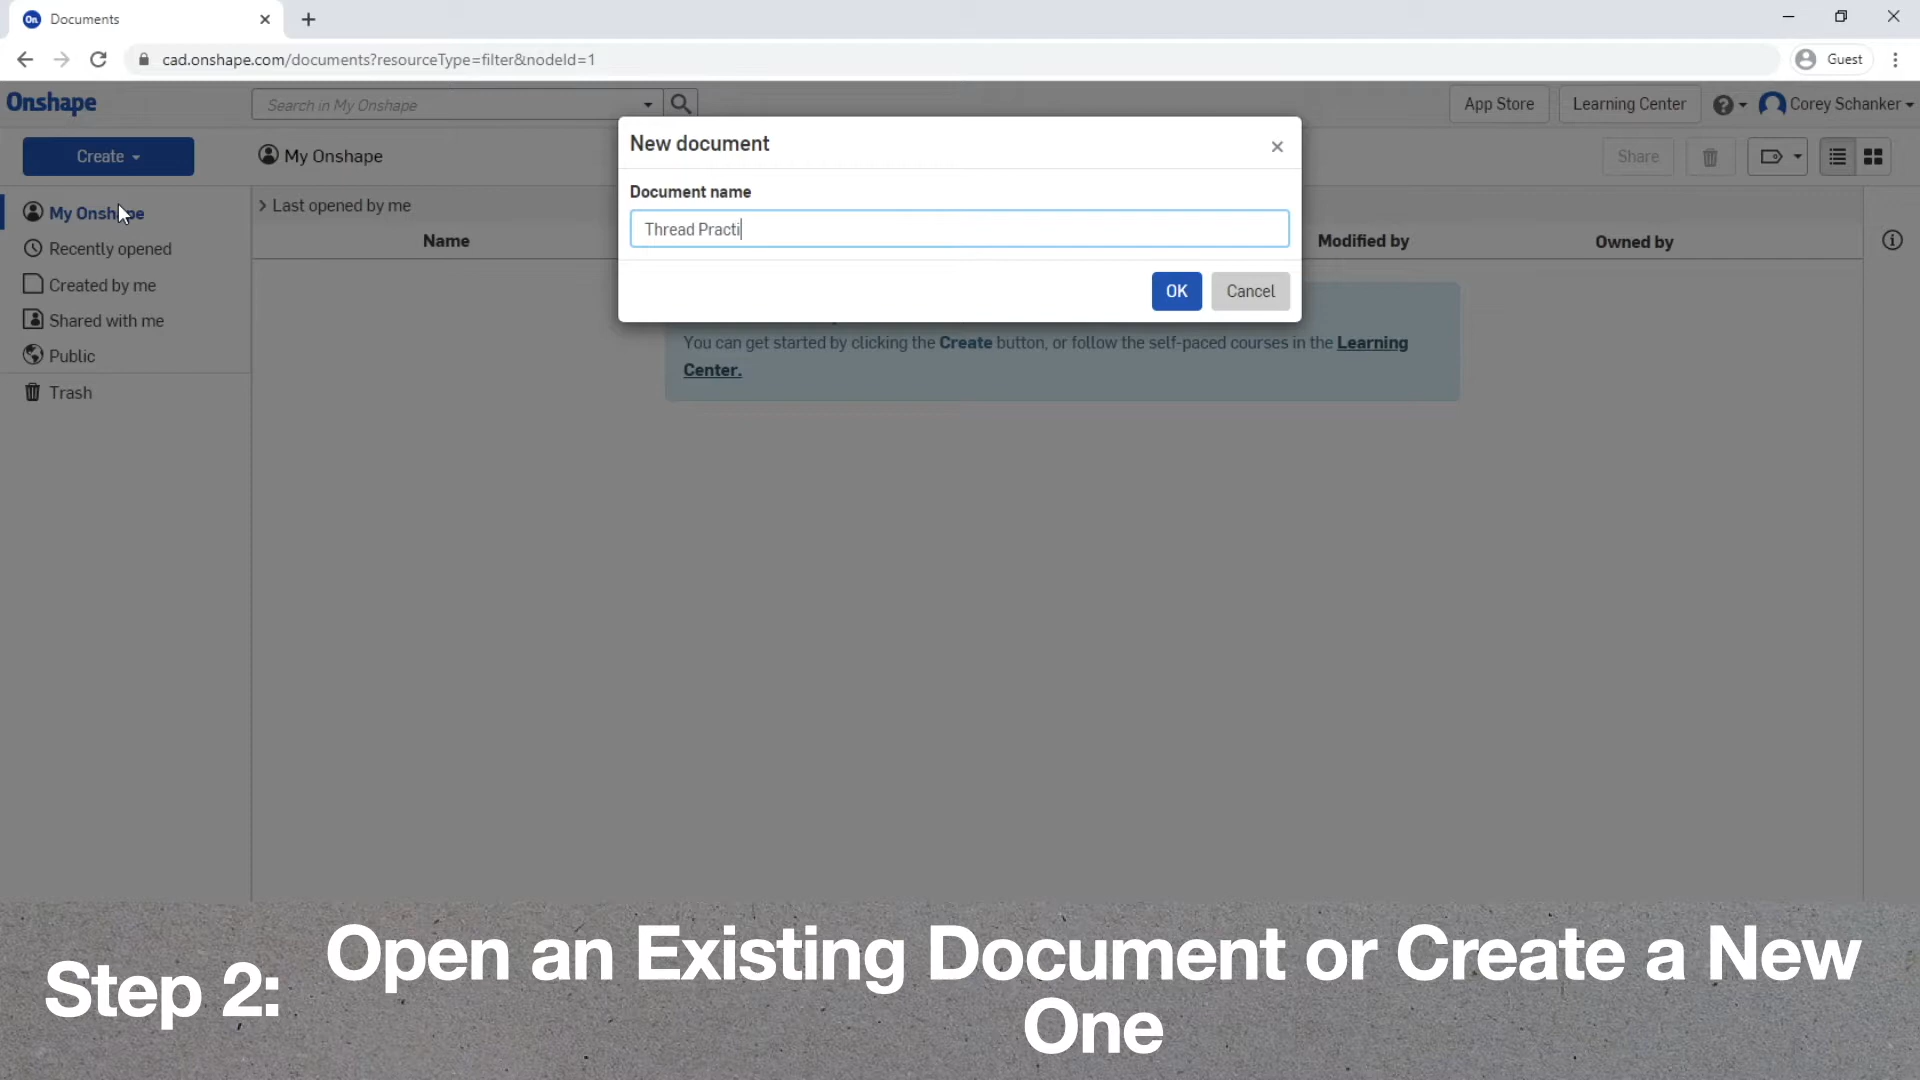 On Documents
cad.onshape.com/documents?resourceType=filter&nodeId=1
Guest
Onshape
Search in My Onshape
App Store
Learning Center
Corey Schanker
Create
My Onshape
Share
New document
Document name
Thread Practi
OK
Cancel
My Onshape
Recently opened
Created by me
Shared with me
Public
Trash
Last opened by me
Name
Modified by
Owned by
You can get started by clicking the Create button, or follow the self-paced courses in the Learning
Center.
Step 2:
Open an Existing Document or Create a New
One